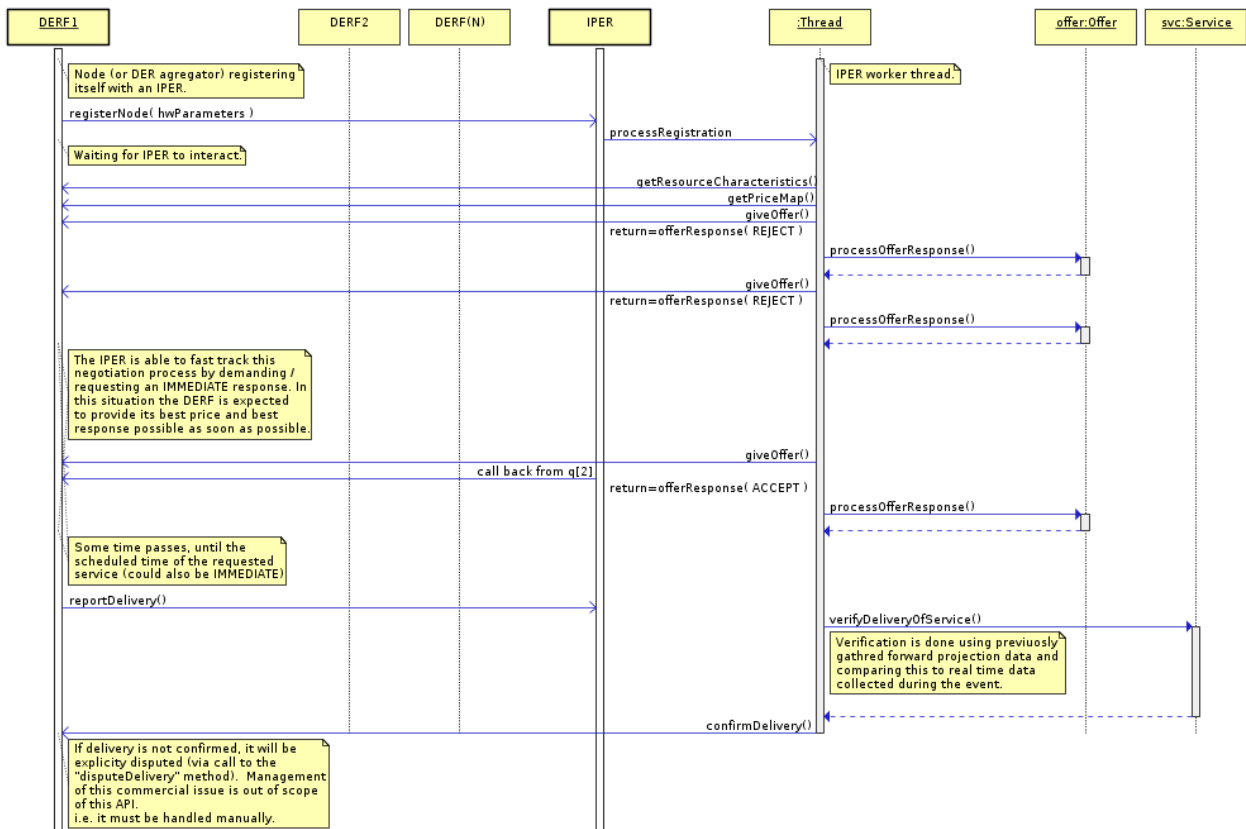 DERF1
DERF2
DERF(N)
IPER
:Thread
offer:Offer
svc:Service
Node (or DER agregator) registering
itself with an IPER.
IPER worker thread.
registerNode( hwParameters )
processRegistration
Waiting for IPER to interact.
getResourceCharacteristics()
getPriceMap()
giveOffer()
return=offerResponse( REJECT )
processOfferResponse()
giveOffer()
return=offerResponse( REJECT )
processOfferResponse()
The IPER is able to fast track this
negotiation process by demanding /
requesting an IMMEDIATE response. In
this situation the DERF is expected
to provide its best price and best
response possible as soon as possible.
giveOffer()
call back from q[2]
return=offerResponse( ACCEPT )
processOfferResponse()
Some time passes, until the
scheduled time of the requested
service (could also be IMMEDIATE)
reportDelivery()
verifyDeliveryOfService()
Verification is done using previuosly
gathred forward projection data and
comparing this to real time data
collected during the event.
confirmDelivery()
If delivery is not confirmed, it will be
explicity disputed (via call to the
"disputeDelivery" method).  Management
of this commercial issue is out of scope
of this API.
i.e. it must be handled manually.